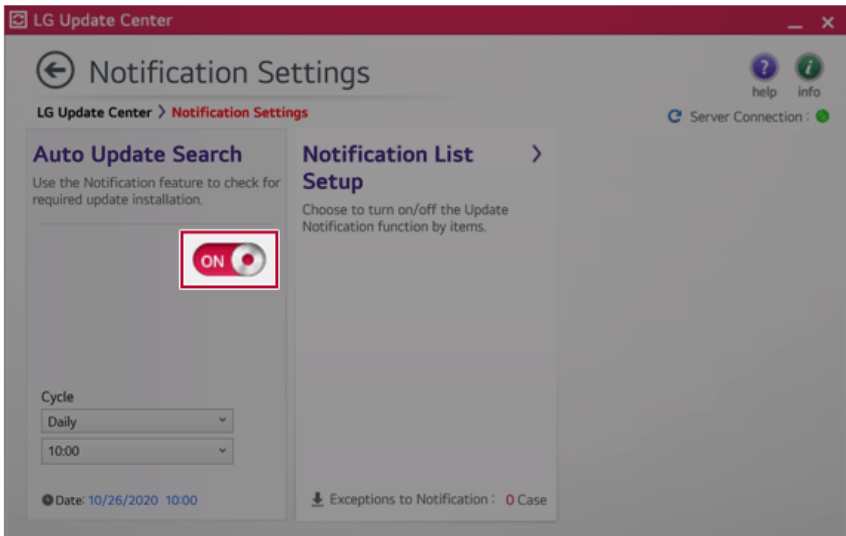 LG Update Center
Notification Settings
help
info
LG Update Center > Notification Settings
Server Connection :
Auto Update Search
Use the Notification feature to check for
required update installation.
ON
Cycle
Daily
10:00
Date: 10/26/2020 10:00
Notification List
Setup
>
Choose to turn on/off the Update
Notification function by items.
Exceptions to Notification : 0 Case